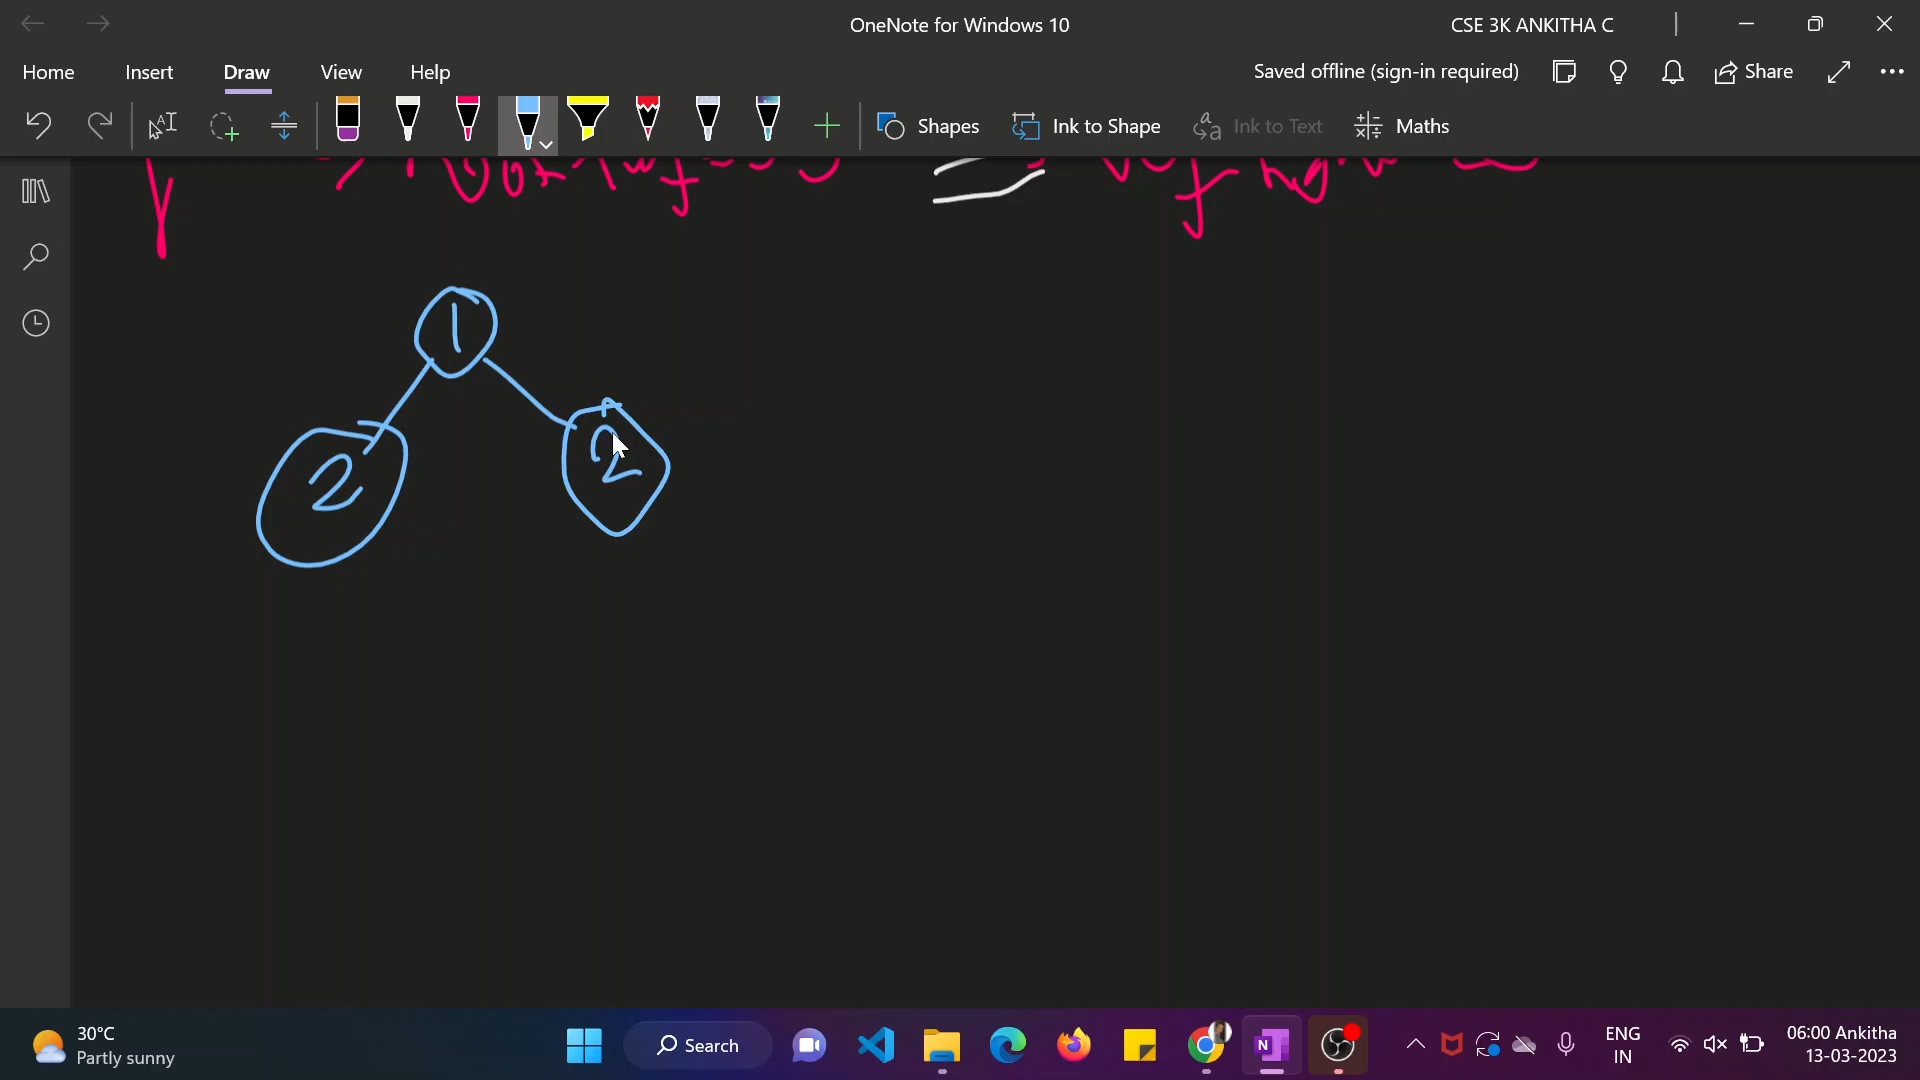 OneNote for Windows 10
CSE 3K ANKITHA C
Home Insert Draw View Help
Saved offline (sign-in required) Share
Shapes Ink to Shape Ink to Text Maths
1
2 2
30°C
Partly sunny
Search
ENG
IN
06:00 Ankitha
13-03-2023